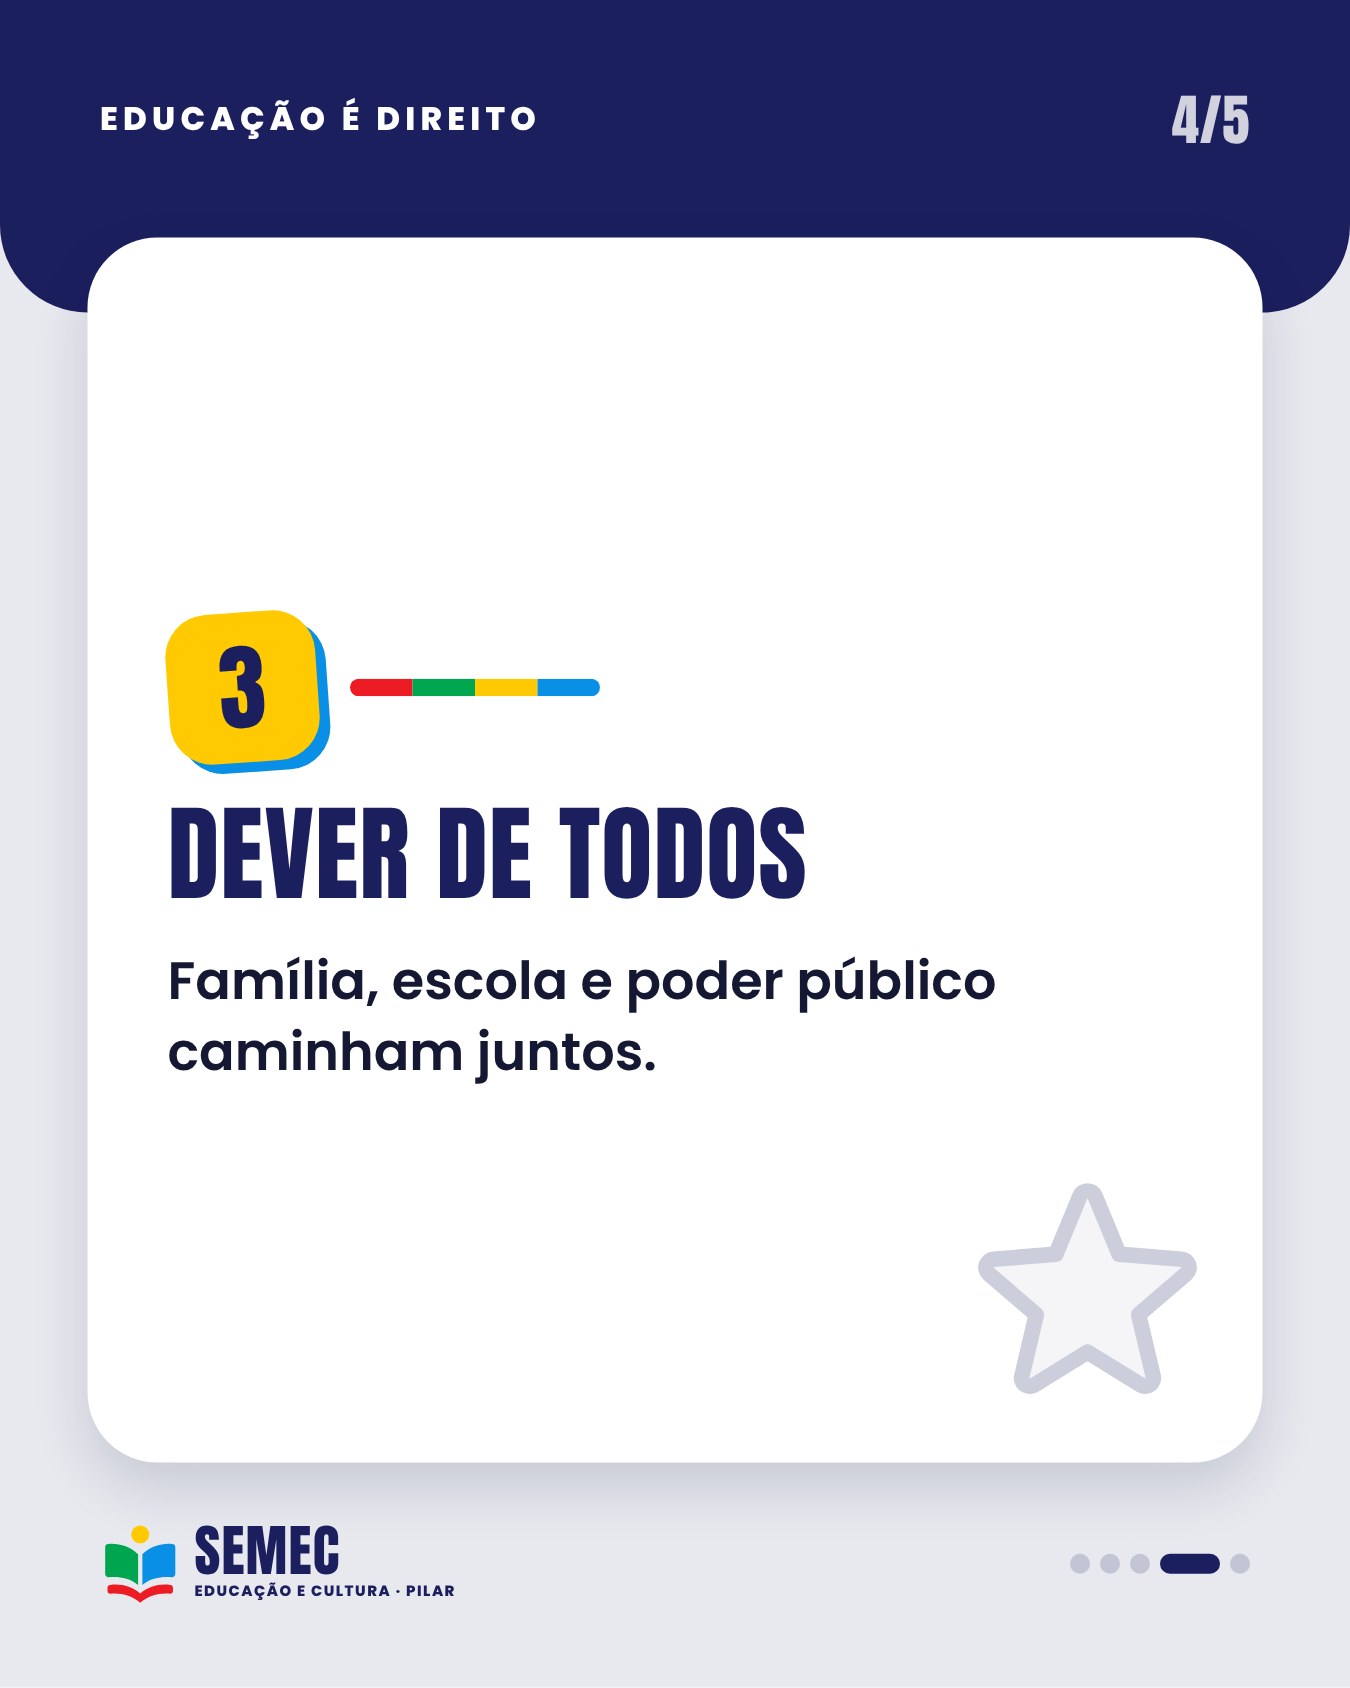 EDUCAÇÃO É DIREITO
4/5
3
DEVER DE TODOS
Família, escola e poder público
caminham juntos.
SEMEC
EDUCAÇÃO E CULTURA · PILAR